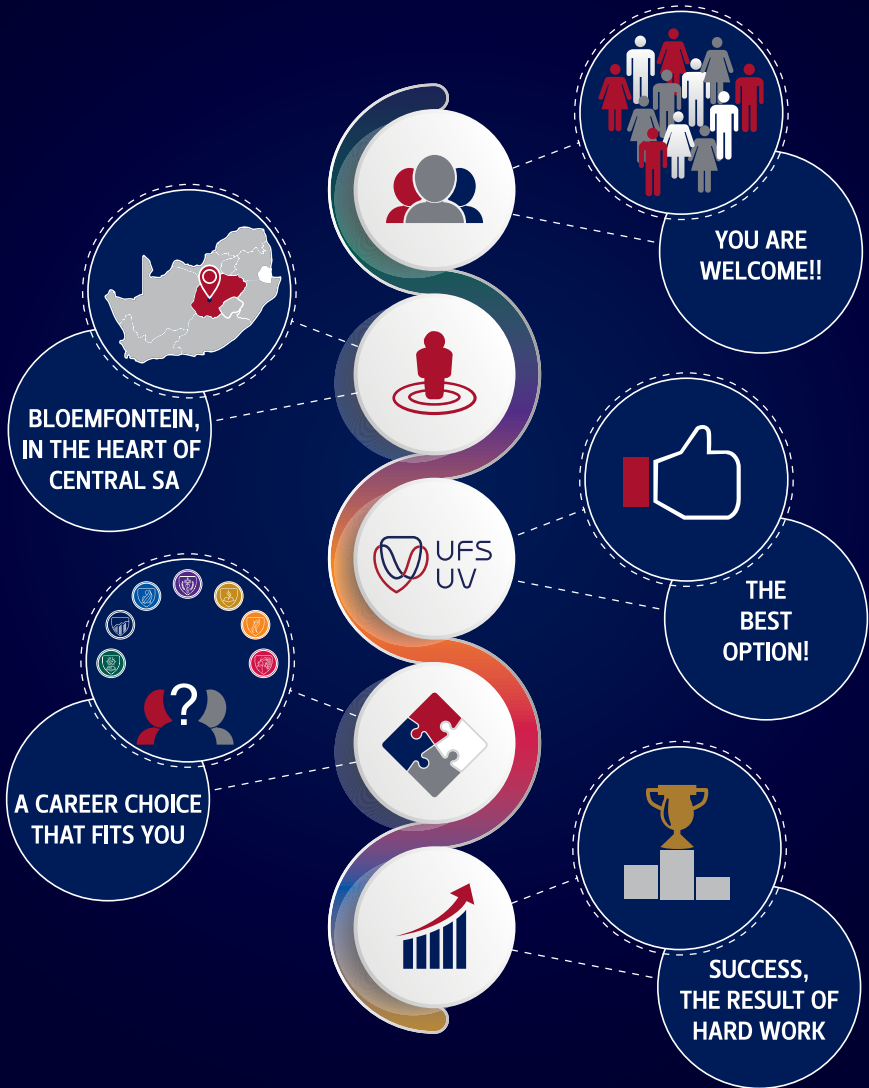 YOU ARE
WELCOME!!
BLOEMFONTEIN,
IN THE HEART OF
CENTRAL SA
UFS
UV
THE
BEST
OPTION!
?
A CAREER CHOICE
THAT FITS YOU
SUCCESS,
THE RESULT OF
HARD WORK